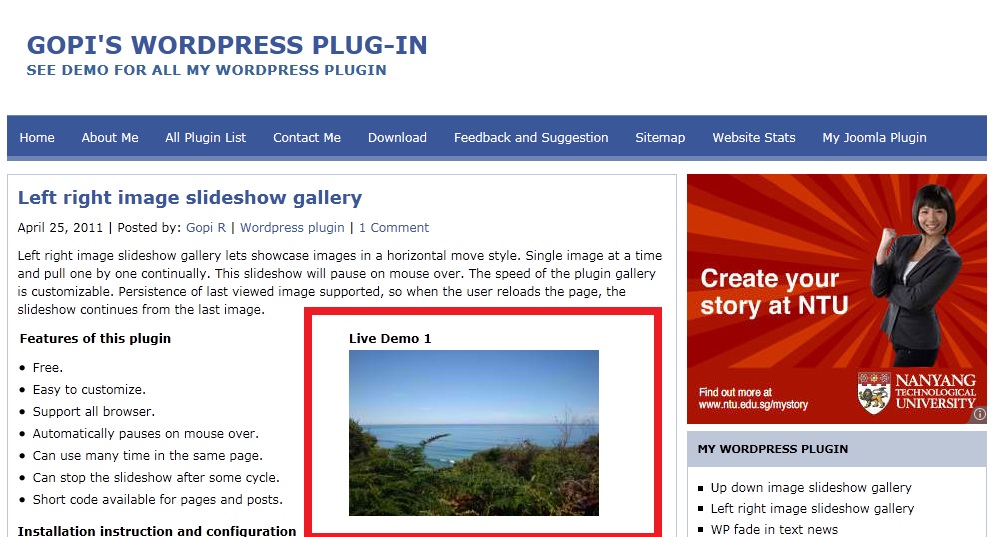 GOPI'S WORDPRESS PLUG-IN
SEE DEMO FOR ALL MY WORDPRESS PLUGIN
Home About Me All Plugin List Contact Me Download Feedback and Suggestion Sitemap Website Stats My Joomla Plugin
Left right image slideshow gallery
April 25, 2011 | Posted by: Gopi R | Wordpress plugin | 1 Comment
Left right image slideshow gallery lets showcase images in a horizontal move style. Single image at a time
and pull one by one continually. This slideshow will pause on mouse over. The speed of the plugin gallery
is customizable. Persistence of last viewed image supported, so when the user reloads the page, the
slideshow continues from the last image.
Features of this plugin
Free.
Easy to customize.
Support all browser.
Automatically pauses on mouse over.
Can use many time in the same page.
Can stop the slideshow after some cycle.
Short code available for pages and posts.
Installation instruction and configuration
Live Demo 1
Create your
story at NTU
Find out more at
www.ntu.edu.sg/mystory
NANYANG
TECHNOLOGICAL
UNIVERSITY
MY WORDPRESS PLUGIN
Up down image slideshow gallery
Left right image slideshow gallery
WP fade in text news